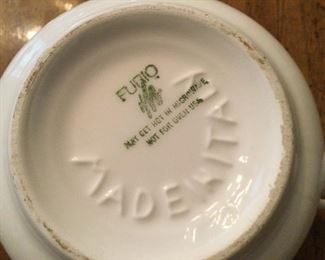 FURIO
MAY GET HOT IN MICROWAVE
NOT FOR OVEN USE
MADE IN ITALY